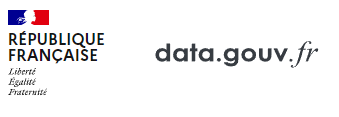 RÉPUBLIQUE
FRANÇAISE
Liberté
Égalité
Fraternité
data.gouv.fr